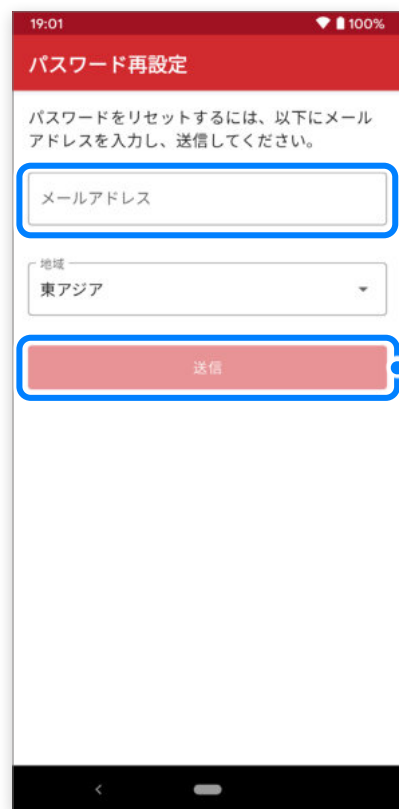 19:01 100%
パスワード再設定
パスワードをリセットするには、以下にメール
アドレスを入力し、送信してください。
メールアドレス
地域
東アジア
送信